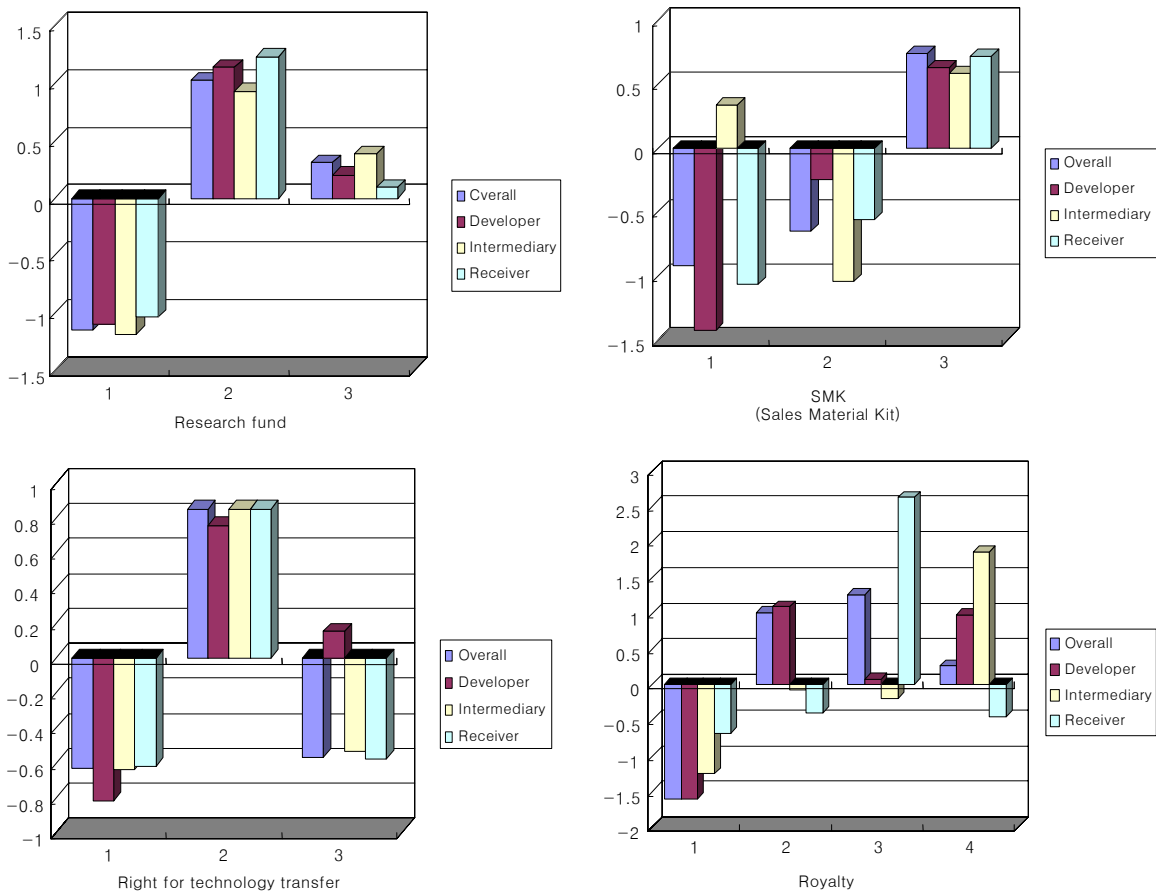 1.5
1
0.5
0
−0.5
−1
−1.5
1 2 3
Research fund
Cverall
Developer
Intermediary
Receiver
1
0.5
0
−0.5
−1
−1.5
1 2 3
SMK
(Sales Material Kit)
Overall
Developer
Intermediary
Receiver
1
0.8
0.6
0.4
0.2
0
−0.2
−0.4
−0.6
−0.8
−1
1 2 3
Right for technology transfer
Overall
Developer
Intermediary
Receiver
3
2.5
2
1.5
1
0.5
0
−0.5
−1
−1.5
−2
1 2 3 4
Royalty
Overall
Developer
Intermediary
Receiver